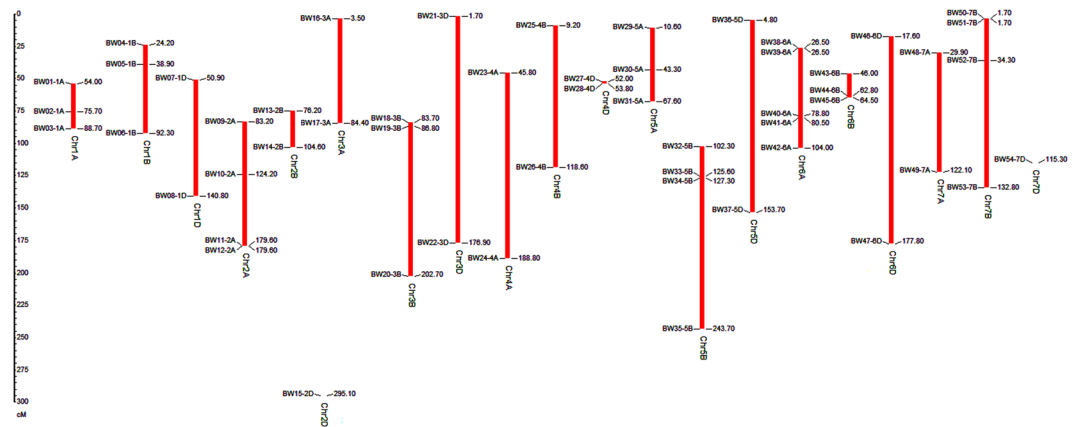 0
25
50
75
100
125
150
175
200
225
250
275
300
cM
BW01-1A 54.00
BW02-1A 75.70
BW03-1A 88.70
Chr1A
BW04-1B 24.20
BW05-1B 38.90
BW06-1B 92.30
Chr1B
BW07-1D 50.90
BW08-1D 140.80
Chr1D
BW09-2A 83.20
BW10-2A 124.20
BW11-2A 179.60
BW12-2A 179.60
Chr2A
BW13-2B 76.20
BW14-2B 104.60
Chr2B
BW15-2D 295.10
Chr2D
BW16-3A 3.50
BW17-3A 84.40
Chr3A
BW18-3B 83.70
BW19-3B 86.80
BW20-3B 202.70
Chr3B
BW21-3D 1.70
BW22-3D 176.90
Chr3D
BW23-4A 45.80
BW24-4A 188.80
Chr4A
BW25-4B 9.20
BW26-4B 118.60
Chr4B
BW27-4D 52.00
BW28-4D 53.80
Chr4D
BW29-5A 10.60
BW30-5A 43.30
BW31-5A 67.60
Chr5A
BW32-5B 102.30
BW33-5B 125.60
BW34-5B 127.30
BW35-5B 243.70
Chr5B
BW36-5D 4.80
BW37-5D 153.70
Chr5D
BW38-6A 26.50
BW39-6A 26.50
BW40-6A 78.80
BW41-6A 80.50
BW42-6A 104.00
Chr6A
BW43-6B 46.00
BW44-6B 62.80
BW45-6B 64.50
Chr6B
BW46-6D 17.60
BW47-6D 177.80
Chr6D
BW48-7A 29.90
BW49-7A 122.10
Chr7A
BW50-7B 1.70
BW51-7B 1.70
BW52-7B 34.30
BW53-7B 132.80
Chr7B
BW54-7D 115.30
Chr7D